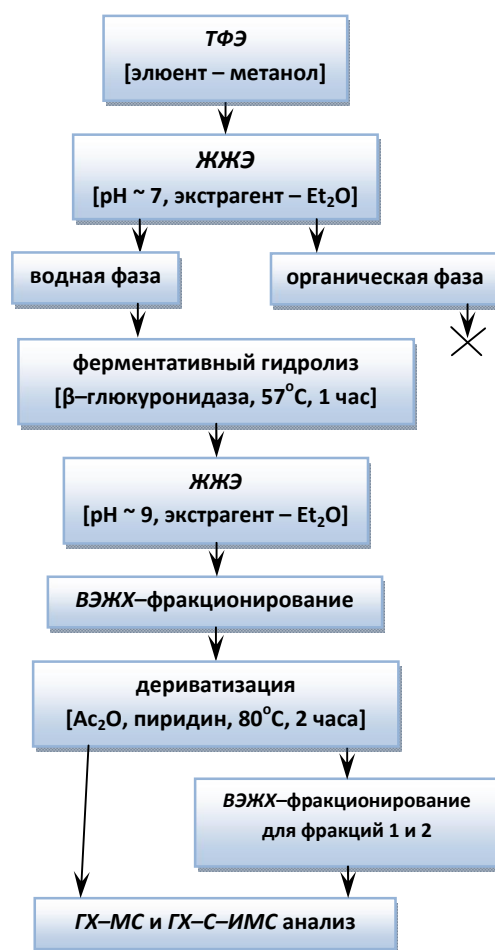 ТФЭ
[элюент – метанол]
ЖЖЭ
[pH ~ 7, экстрагент – Et₂O]
водная фаза
органическая фаза
ферментативный гидролиз
[β–глюкуронидаза, 57°C, 1 час]
ЖЖЭ
[pH ~ 9, экстрагент – Et₂O]
ВЭЖХ–фракционирование
дериватизация
[Ac₂O, пиридин, 80°C, 2 часа]
ВЭЖХ–фракционирование
для фракций 1 и 2
ГХ–МС и ГХ–С–ИМС анализ